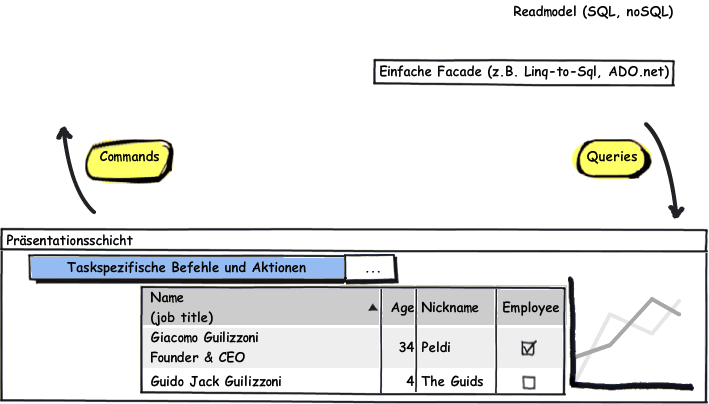 Readmodel (SQL, noSQL)
Einfache Facade (z.B. Linq-to-Sql, ADO.net)
Commands
Queries
Präsentationsschicht
Taskspezifische Befehle und Aktionen ...
Name
(job title) Age Nickname Employee
Giacomo Guilizzoni
Founder & CEO 34 Peldi
Guido Jack Guilizzoni 4 The Guids